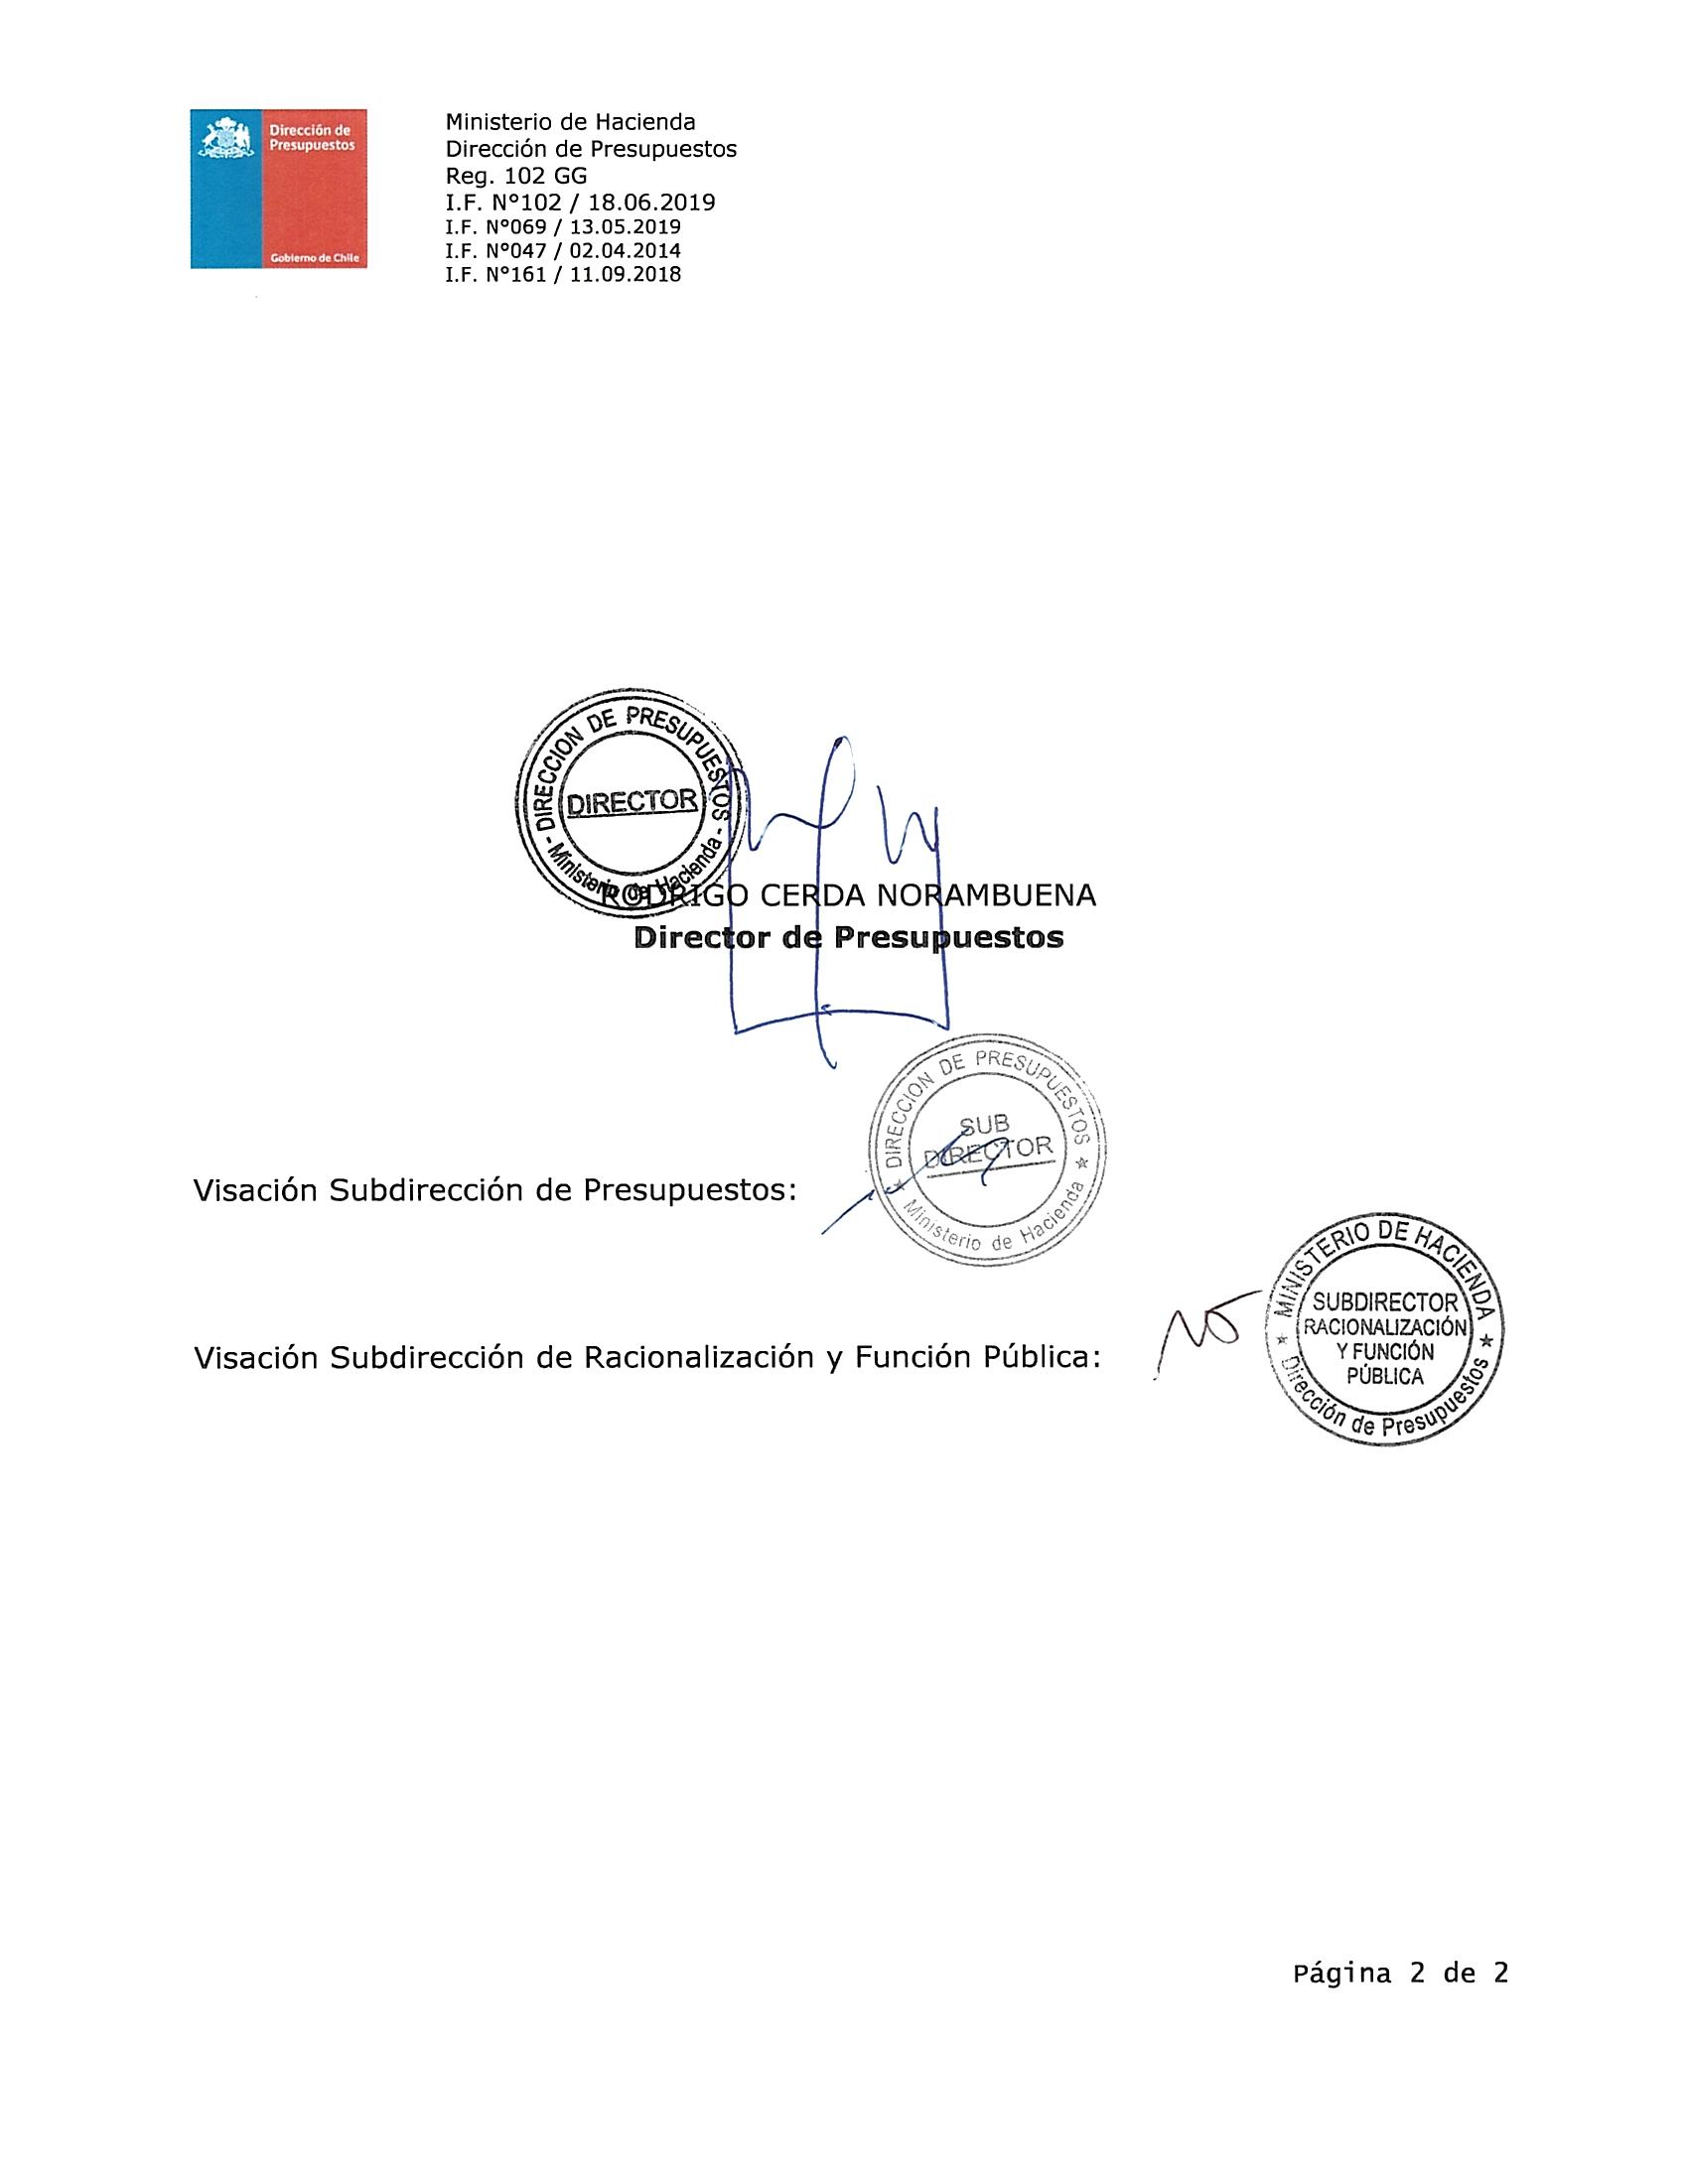 Dirección de
Presupuestos
Gobierno de Chile
Ministerio de Hacienda
Dirección de Presupuestos
Reg. 102 GG
I.F. N°102 / 18.06.2019
I.F. N°069 / 13.05.2019
I.F. N°047 / 02.04.2014
I.F. N°161 / 11.09.2018
- DIRECCION DE PRESUPUESTOS -
DIRECTOR
Ministerio de Hacienda
RODRIGO CERDA NORAMBUENA
Director de Presupuestos
DIRECCION DE PRESUPUESTOS
SUB
DIRECTOR
Ministerio de Hacienda
Visación Subdirección de Presupuestos:
MINISTERIO DE HACIENDA
SUBDIRECTOR
RACIONALIZACIÓN
Y FUNCIÓN
PÚBLICA
Dirección de Presupuestos
Visación Subdirección de Racionalización y Función Pública:
Página 2 de 2